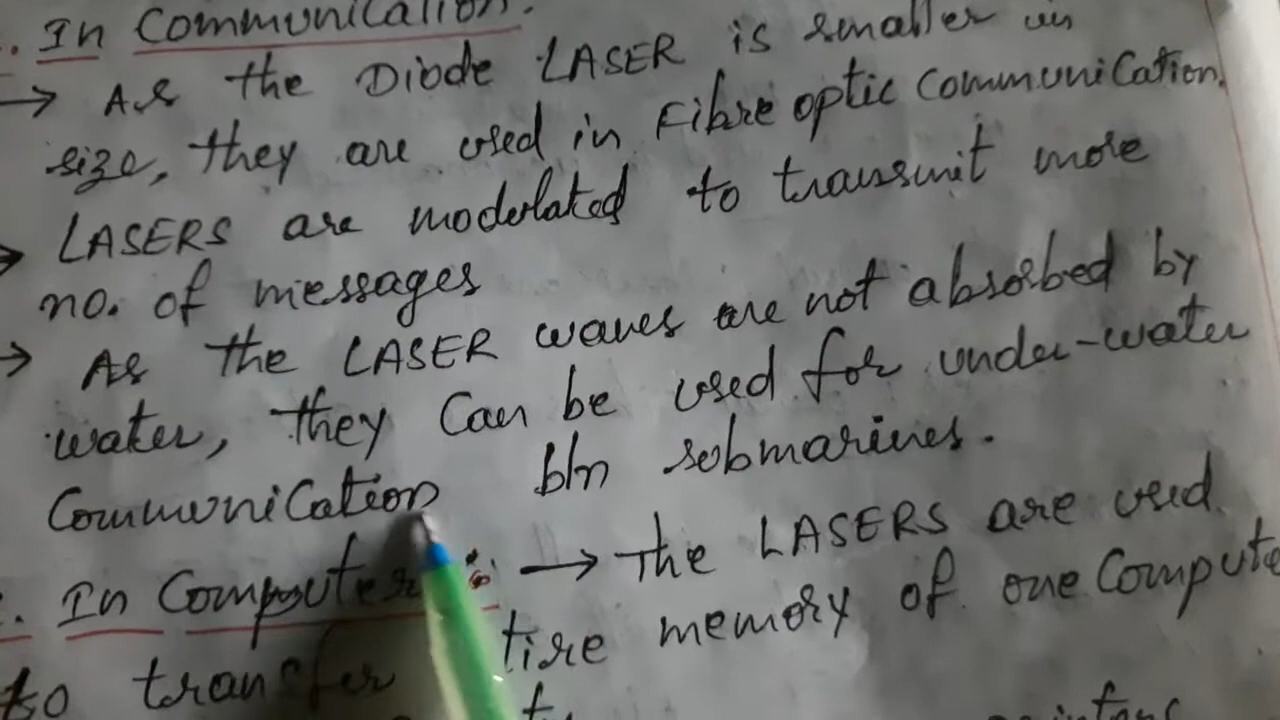 . In Communication.
→ As the Diode LASER is smaller in
size, they are used in Fibre optic Communication.
→ LASERS are modulated to transmit more
no. of messages
→ As the LASER waves are not absorbed by
water, they Can be used for under-water
Communication b/n submarines.
. In Computers: → The LASERS are used
to transfer tire memory of one Compute